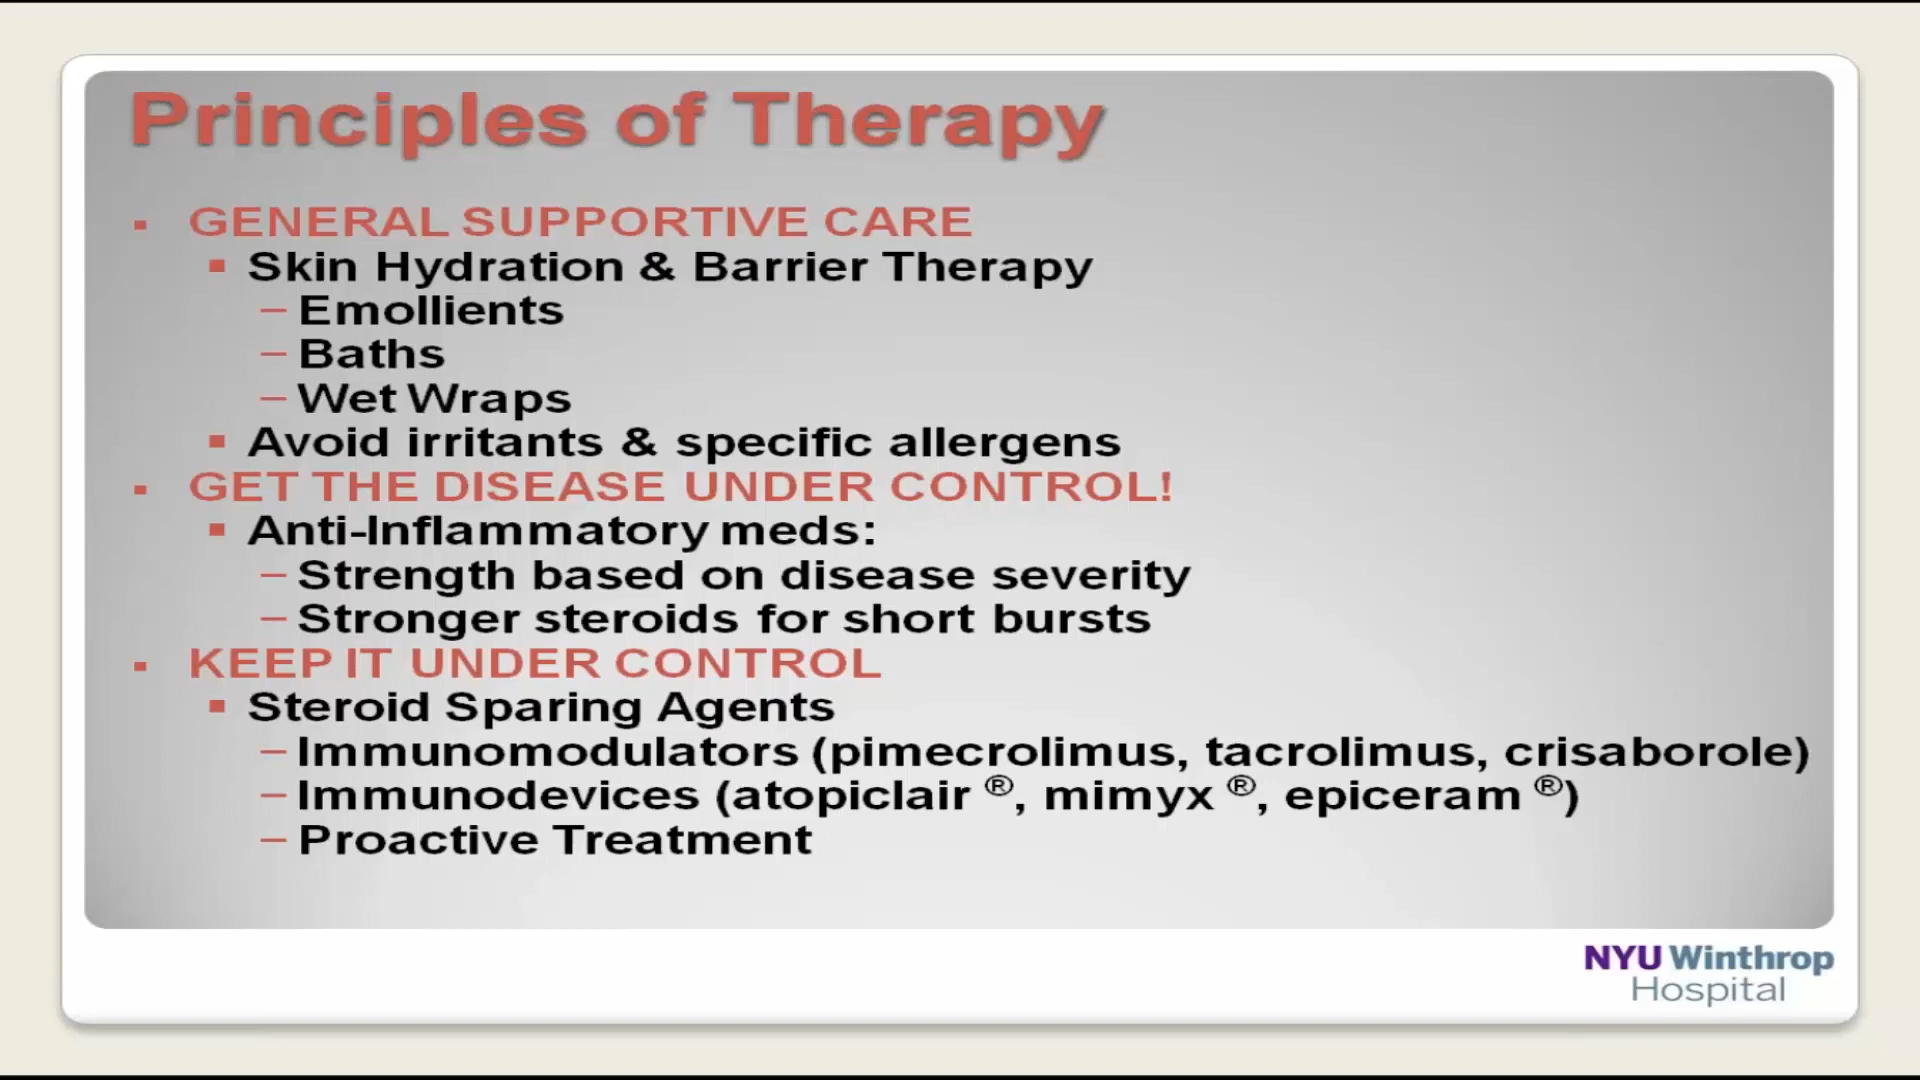 Principles of Therapy
▪ GENERAL SUPPORTIVE CARE
▪ Skin Hydration & Barrier Therapy
– Emollients
– Baths
– Wet Wraps
▪ Avoid irritants & specific allergens
▪ GET THE DISEASE UNDER CONTROL!
▪ Anti-Inflammatory meds:
– Strength based on disease severity
– Stronger steroids for short bursts
▪ KEEP IT UNDER CONTROL
▪ Steroid Sparing Agents
– Immunomodulators (pimecrolimus, tacrolimus, crisaborole)
– Immunodevices (atopiclair ®, mimyx ®, epiceram ®)
– Proactive Treatment
NYU Winthrop
Hospital